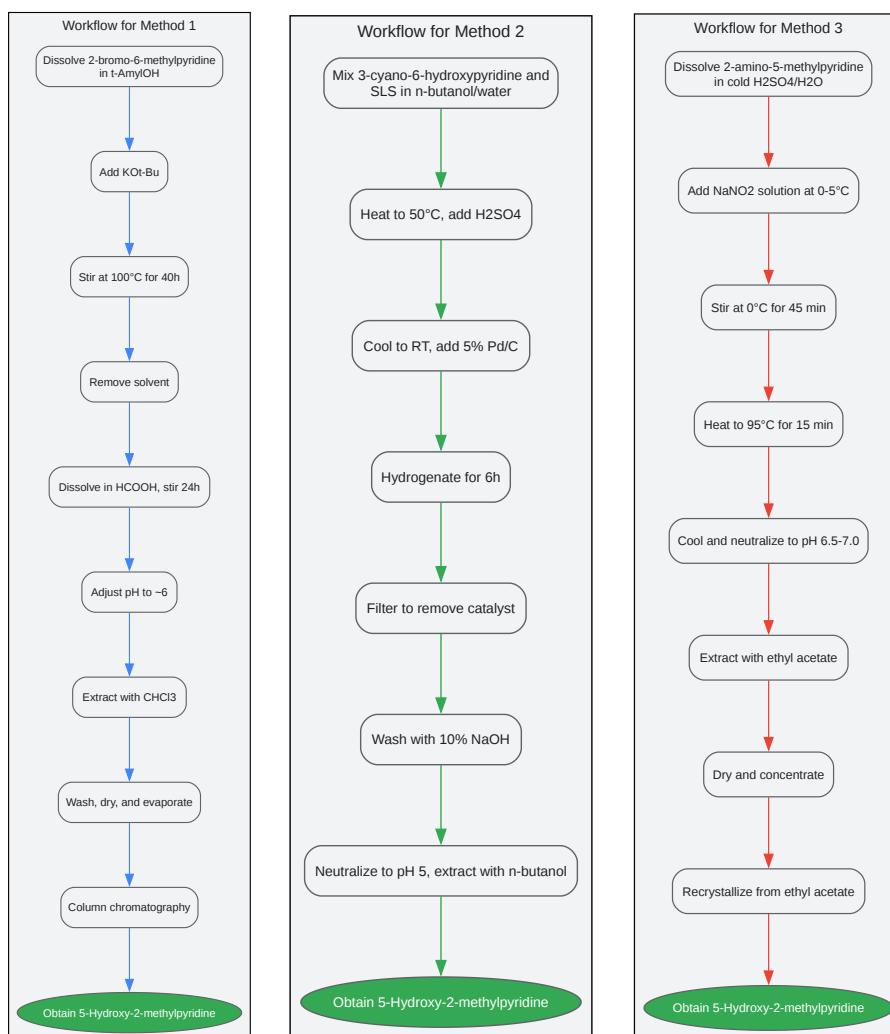 Workflow for Method 1
Dissolve 2-bromo-6-methylpyridine
in t-AmylOH
Add KOt-Bu
Stir at 100°C for 40h
Remove solvent
Dissolve in HCOOH, stir 24h
Adjust pH to ~6
Extract with CHCl3
Wash, dry, and evaporate
Column chromatography
Obtain 5-Hydroxy-2-methylpyridine
Workflow for Method 2
Mix 3-cyano-6-hydroxypyridine and
SLS in n-butanol/water
Heat to 50°C, add H2SO4
Cool to RT, add 5% Pd/C
Hydrogenate for 6h
Filter to remove catalyst
Wash with 10% NaOH
Neutralize to pH 5, extract with n-butanol
Obtain 5-Hydroxy-2-methylpyridine
Workflow for Method 3
Dissolve 2-amino-5-methylpyridine
in cold H2SO4/H2O
Add NaNO2 solution at 0-5°C
Stir at 0°C for 45 min
Heat to 95°C for 15 min
Cool and neutralize to pH 6.5-7.0
Extract with ethyl acetate
Dry and concentrate
Recrystallize from ethyl acetate
Obtain 5-Hydroxy-2-methylpyridine